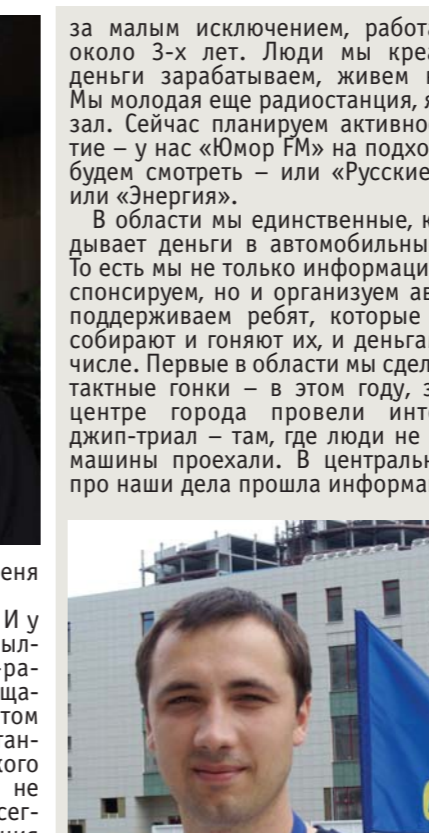 еня
И у
ыл-
-ра-
ща-
том
ган-
кого
не
сег-
за малым исключением, работа
около 3-х лет. Люди мы креа
деньги зарабатываем, живем
Мы молодая еще радиостанция, я
зал. Сейчас планируем активно
тие – у нас «Юмор FM» на подхо
будем смотреть – или «Русские
или «Энергия».
В области мы единственные, к
дывает деньги в автомобильны
То есть мы не только информаци
спонсируем, но и организуем ав
поддерживаем ребят, которые
собирают и гоняют их, и деньга
числе. Первые в области мы сдел
тактные гонки – в этом году, з
центре города провели инт
джип-триал – там, где люди не
машины проехали. В центральн
про наши дела прошла информа